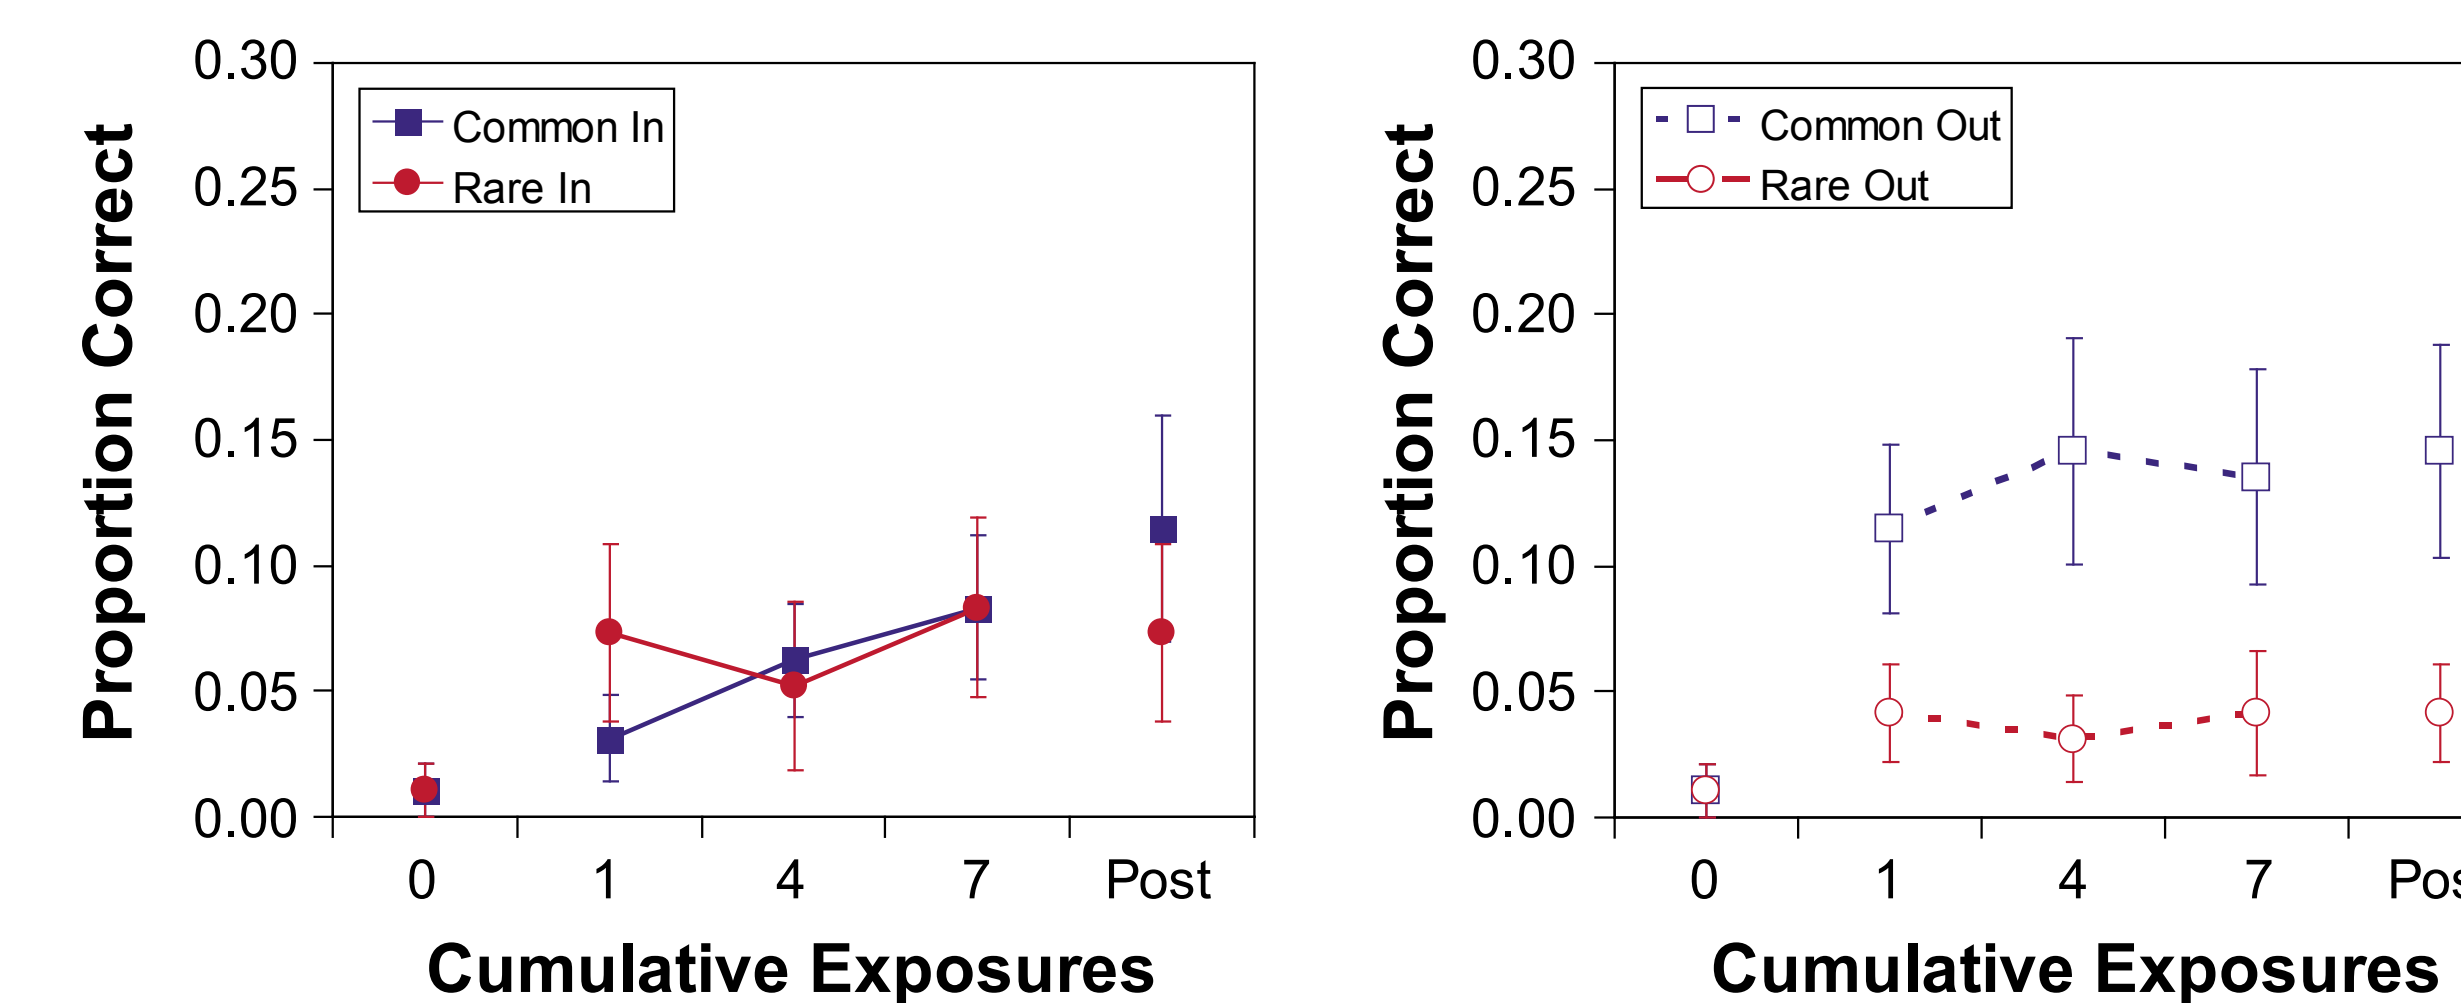 0.30
0.25
0.20
0.15
0.10
0.05
0.00
Proportion Correct
Common In
Rare In
0 1 4 7 Post
Cumulative Exposures
0.30
0.25
0.20
0.15
0.10
0.05
0.00
Proportion Correct
Common Out
Rare Out
0 1 4 7 Pos
Cumulative Exposures